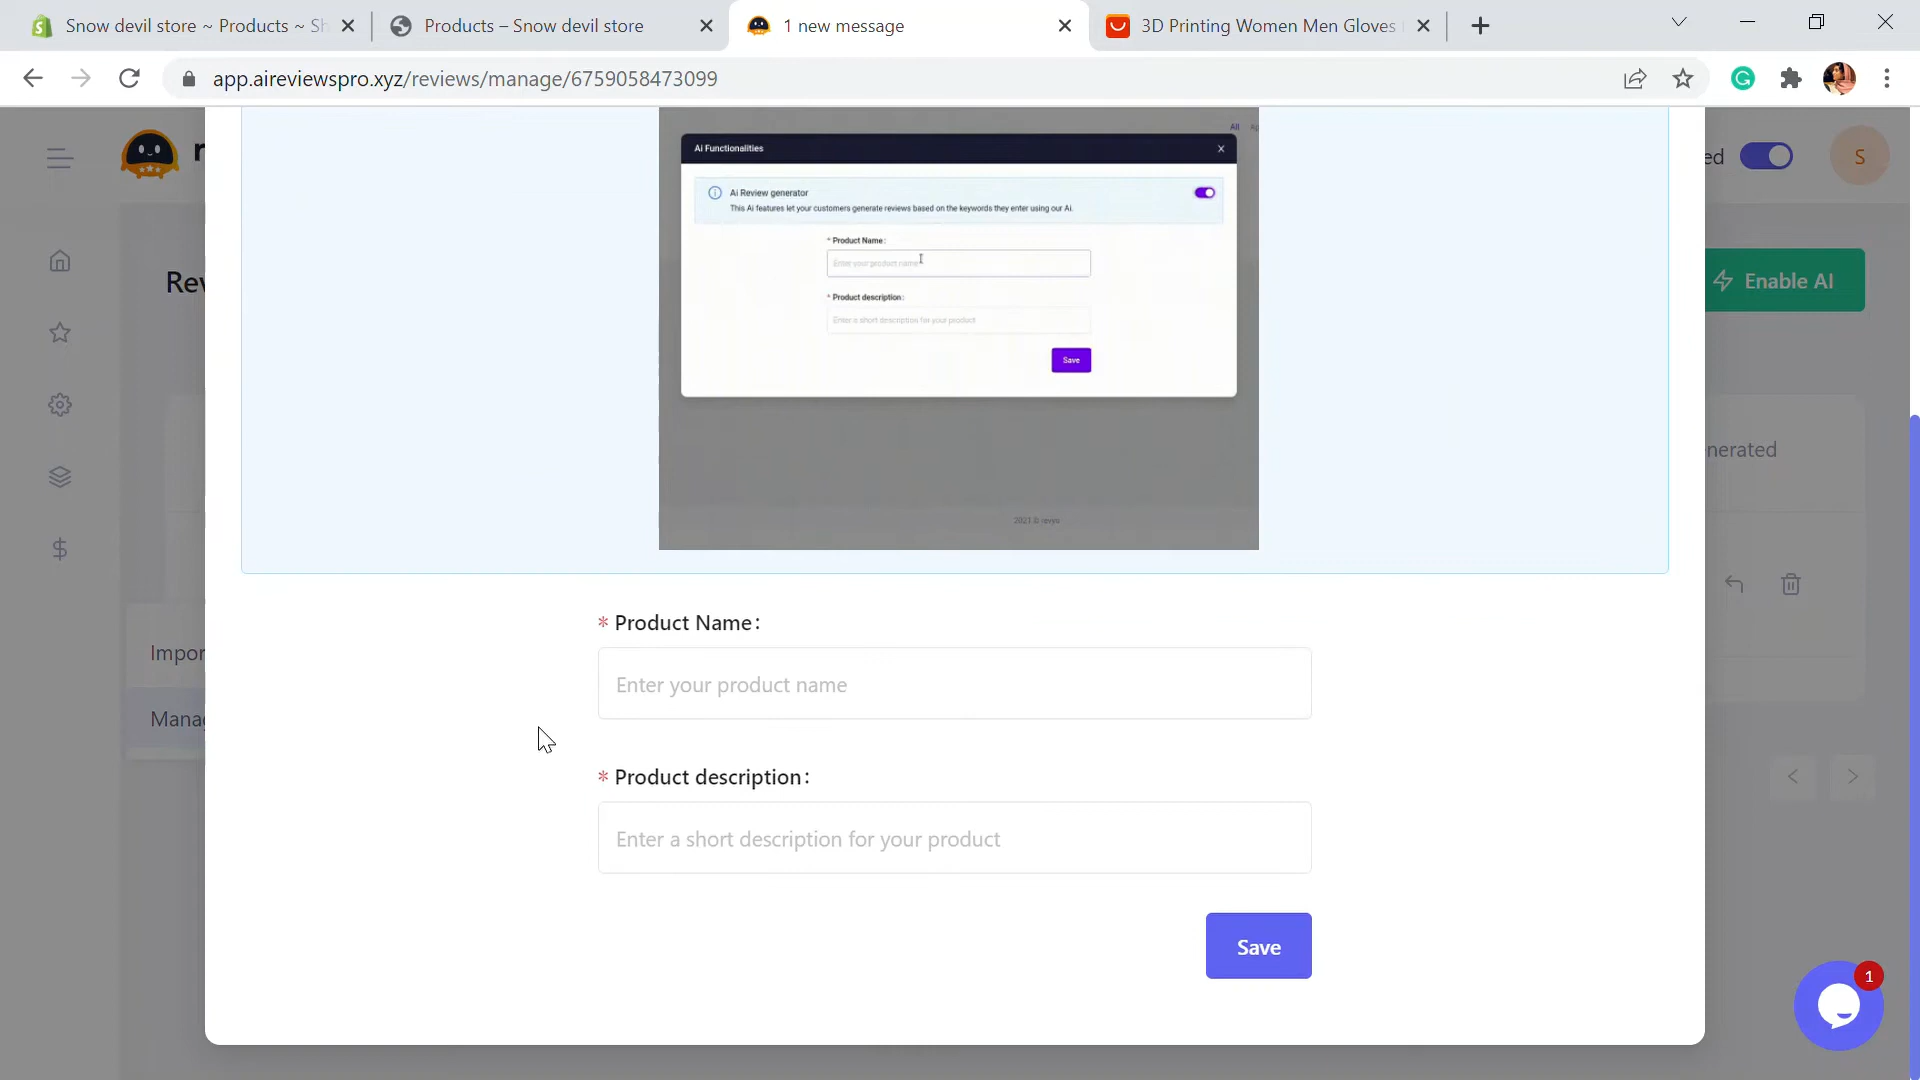 Snow devil store ~ Products ~ Sh
Products – Snow devil store
1 new message
3D Printing Women Men Gloves
app.aireviewspro.xyz/reviews/manage/6759058473099
r
ed
S
All
Ai Functionalities
X
Ai Review generator
This Ai features let your customers generate reviews based on the keywords they enter using our Ai.
Rev
Enable AI
* Product Name:
Enter your product name
* Product description:
Enter a short description for your product
Save
nerated
2021 © revyo
* Product Name:
Enter your product name
Impor
Manag
* Product description:
Enter a short description for your product
Save
1